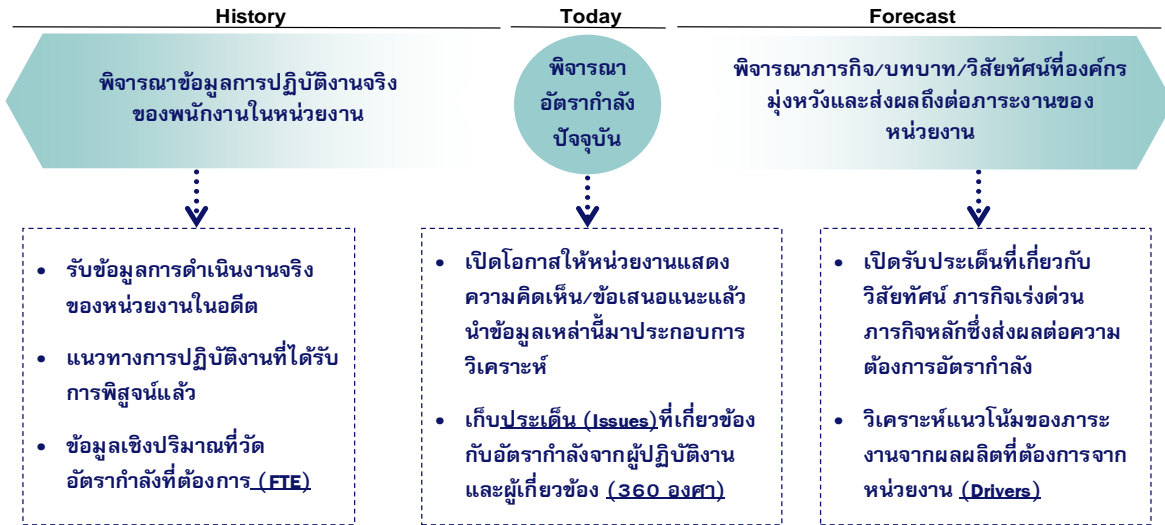 History
Today
Forecast
พิจารณาข้อมูลการปฏิบัติงานจริง
ของพนักงานในหน่วยงาน
พิจารณา
อัตรากำลัง
ปัจจุบัน
พิจารณาภารกิจ/บทบาท/วิสัยทัศน์ที่องค์กร
มุ่งหวังและส่งผลถึงต่อภาระงานของ
หน่วยงาน
• รับข้อมูลการดำเนินงานจริง
ของหน่วยงานในอดีต
• แนวทางการปฏิบัติงานที่ได้รับ
การพิสูจน์แล้ว
• ข้อมูลเชิงปริมาณที่วัด
อัตรากำลังที่ต้องการ (FTE)
• เปิดโอกาสให้หน่วยงานแสดง
ความคิดเห็น/ข้อเสนอแนะแล้ว
นำข้อมูลเหล่านี้มาประกอบการ
วิเคราะห์
• เก็บประเด็น (Issues)ที่เกี่ยวข้อง
กับอัตรากำลังจากผู้ปฏิบัติงาน
และผู้เกี่ยวข้อง (360 องศา)
• เปิดรับประเด็นที่เกี่ยวกับ
วิสัยทัศน์ ภารกิจเร่งด่วน
ภารกิจหลักซึ่งส่งผลต่อความ
ต้องการอัตรากำลัง
• วิเคราะห์แนวโน้มของภาระ
งานจากผลผลิตที่ต้องการจาก
หน่วยงาน (Drivers)